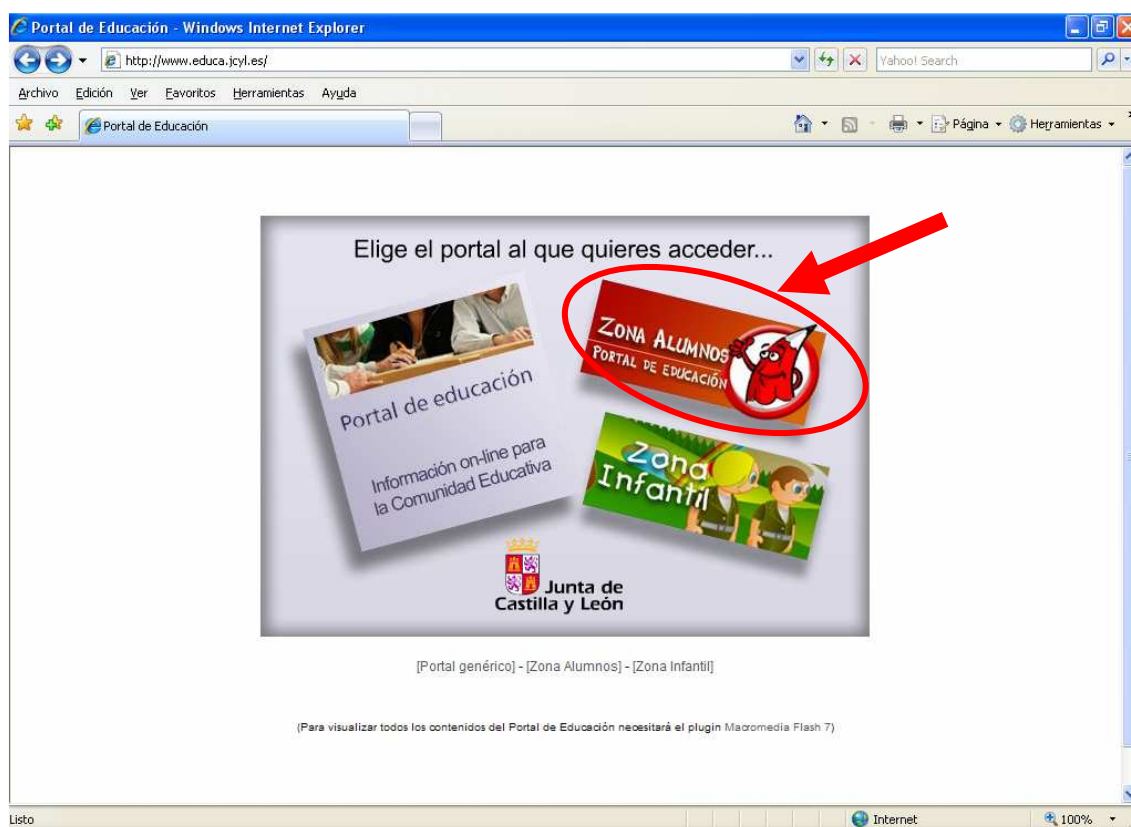 Portal de Educación - Windows Internet Explorer
http://www.educa.jcyl.es/
Yahoo! Search
Archivo Edición Ver Favoritos Herramientas Ayuda
Portal de Educación
Página
Herramientas
Elige el portal al que quieres acceder...
Portal de educación
Información on-line para
la Comunidad Educativa
ZONA ALUMNOS
PORTAL DE EDUCACIÓN
Zona
Infantil
Junta de
Castilla y León
[Portal genérico] - [Zona Alumnos] - [Zona Infantil]
(Para visualizar todos los contenidos del Portal de Educación necesitará el plugin Macromedia Flash 7)
Listo
Internet
100%